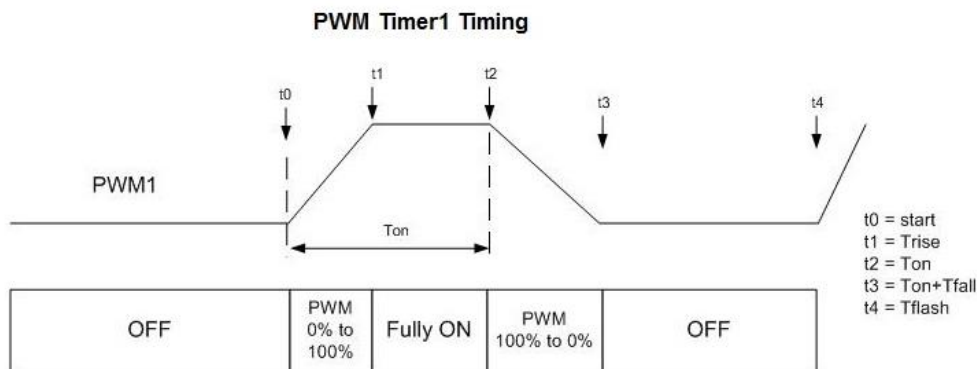 PWM Timer1 Timing
t0
t1
t2
t3
t4
PWM1
Ton
t0 = start
t1 = Trise
t2 = Ton
t3 = Ton+Tfall
t4 = Tflash
OFF
PWM
0% to
100%
Fully ON
PWM
100% to 0%
OFF